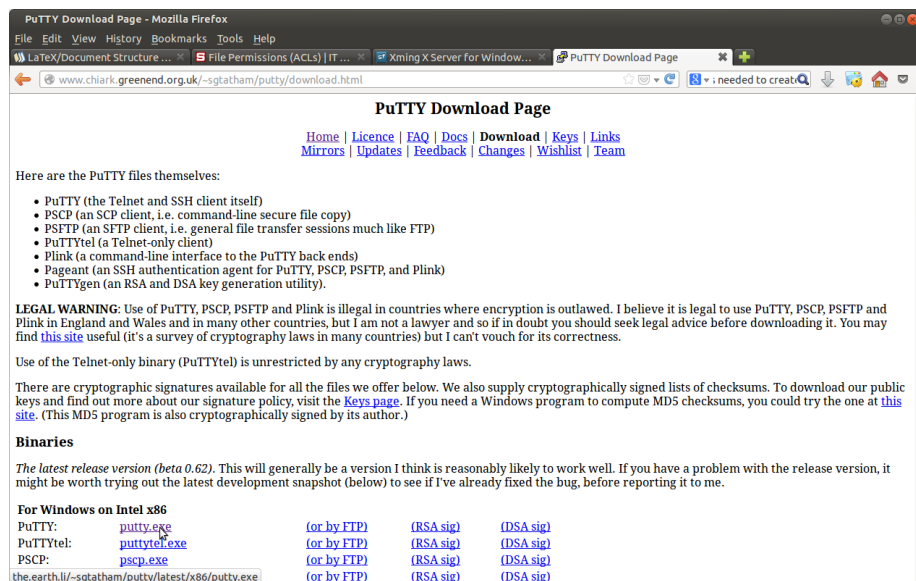 PuTTY Download Page - Mozilla Firefox
File Edit View History Bookmarks Tools Help
LaTeX/Document Structure ... File Permissions (ACLs) | IT ... Xming X Server for Window... PuTTY Download Page
www.chiark.greenend.org.uk/~sgtatham/putty/download.html needed to create
PuTTY Download Page
Home | Licence | FAQ | Docs | Download | Keys | Links
Mirrors | Updates | Feedback | Changes | Wishlist | Team
Here are the PuTTY files themselves:
• PuTTY (the Telnet and SSH client itself)
• PSCP (an SCP client, i.e. command-line secure file copy)
• PSFTP (an SFTP client, i.e. general file transfer sessions much like FTP)
• PuTTYtel (a Telnet-only client)
• Plink (a command-line interface to the PuTTY back ends)
• Pageant (an SSH authentication agent for PuTTY, PSCP, PSFTP, and Plink)
• PuTTYgen (an RSA and DSA key generation utility).
LEGAL WARNING: Use of PuTTY, PSCP, PSFTP and Plink is illegal in countries where encryption is outlawed. I believe it is legal to use PuTTY, PSCP, PSFTP and
Plink in England and Wales and in many other countries, but I am not a lawyer and so if in doubt you should seek legal advice before downloading it. You may
find this site useful (it's a survey of cryptography laws in many countries) but I can't vouch for its correctness.
Use of the Telnet-only binary (PuTTYtel) is unrestricted by any cryptography laws.
There are cryptographic signatures available for all the files we offer below. We also supply cryptographically signed lists of checksums. To download our public
keys and find out more about our signature policy, visit the Keys page. If you need a Windows program to compute MD5 checksums, you could try the one at this
site. (This MD5 program is also cryptographically signed by its author.)
Binaries
The latest release version (beta 0.62). This will generally be a version I think is reasonably likely to work well. If you have a problem with the release version, it
might be worth trying out the latest development snapshot (below) to see if I've already fixed the bug, before reporting it to me.
For Windows on Intel x86
PuTTY: putty.exe (or by FTP) (RSA sig) (DSA sig)
PuTTYtel: puttytel.exe (or by FTP) (RSA sig) (DSA sig)
PSCP: pscp.exe (or by FTP) (RSA sig) (DSA sig)
the.earth.li/~sgtatham/putty/latest/x86/putty.exe (or by FTP) (RSA sig) (DSA sig)